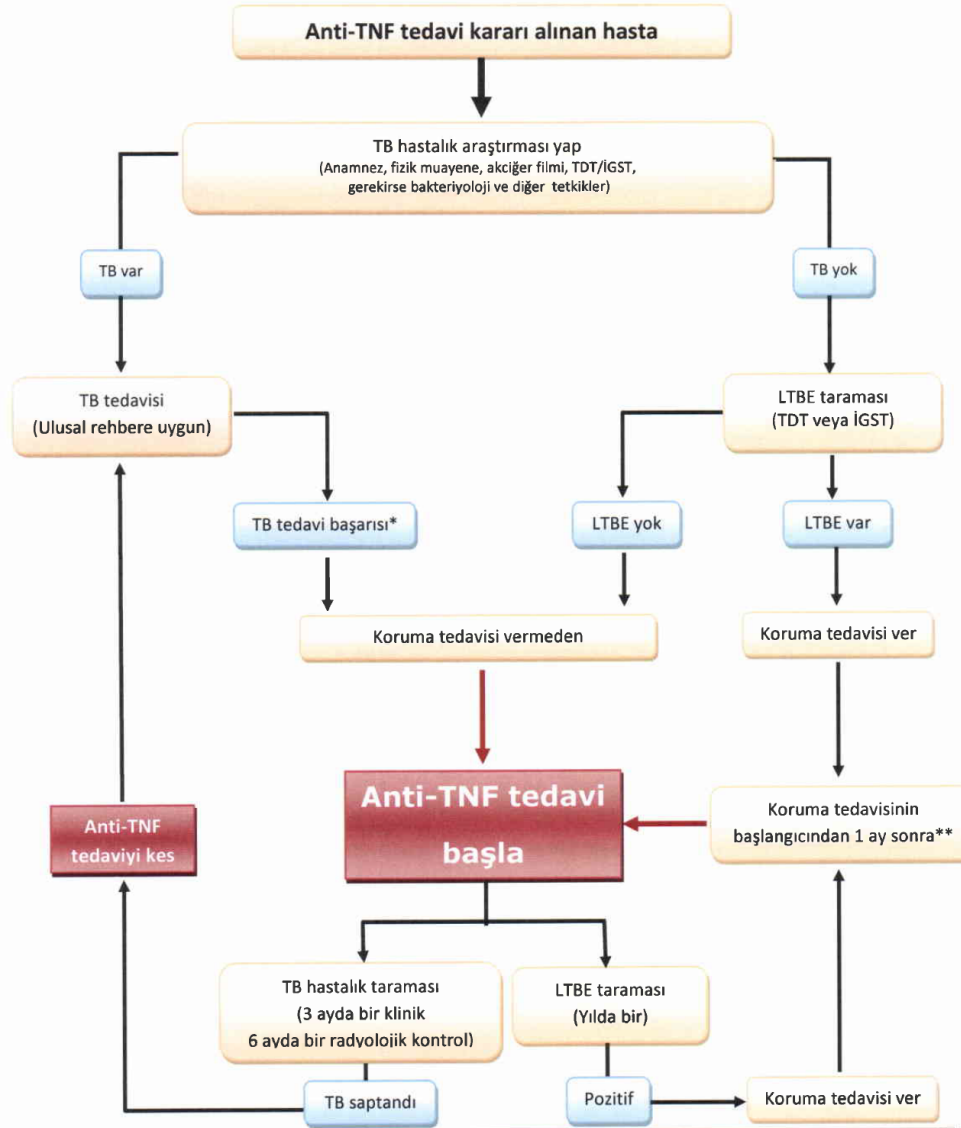 Anti-TNF tedavi kararı alınan hasta
TB hastalık araştırması yap
(Anamnez, fizik muayene, akciğer filmi, TDT/İGST,
gerekirse bakteriyoloji ve diğer tetkikler)
TB var
TB yok
TB tedavisi
(Ulusal rehbere uygun)
LTBE taraması
(TDT veya İGST)
TB tedavi başarısı*
LTBE yok
LTBE var
Koruma tedavisi vermeden
Koruma tedavisi ver
Anti-TNF
tedaviyi kes
Anti-TNF tedavi
başla
Koruma tedavisinin
başlangıcından 1 ay sonra**
TB hastalık taraması
(3 ayda bir klinik
6 ayda bir radyolojik kontrol)
LTBE taraması
(Yılda bir)
TB saptandı
Pozitif
Koruma tedavisi ver